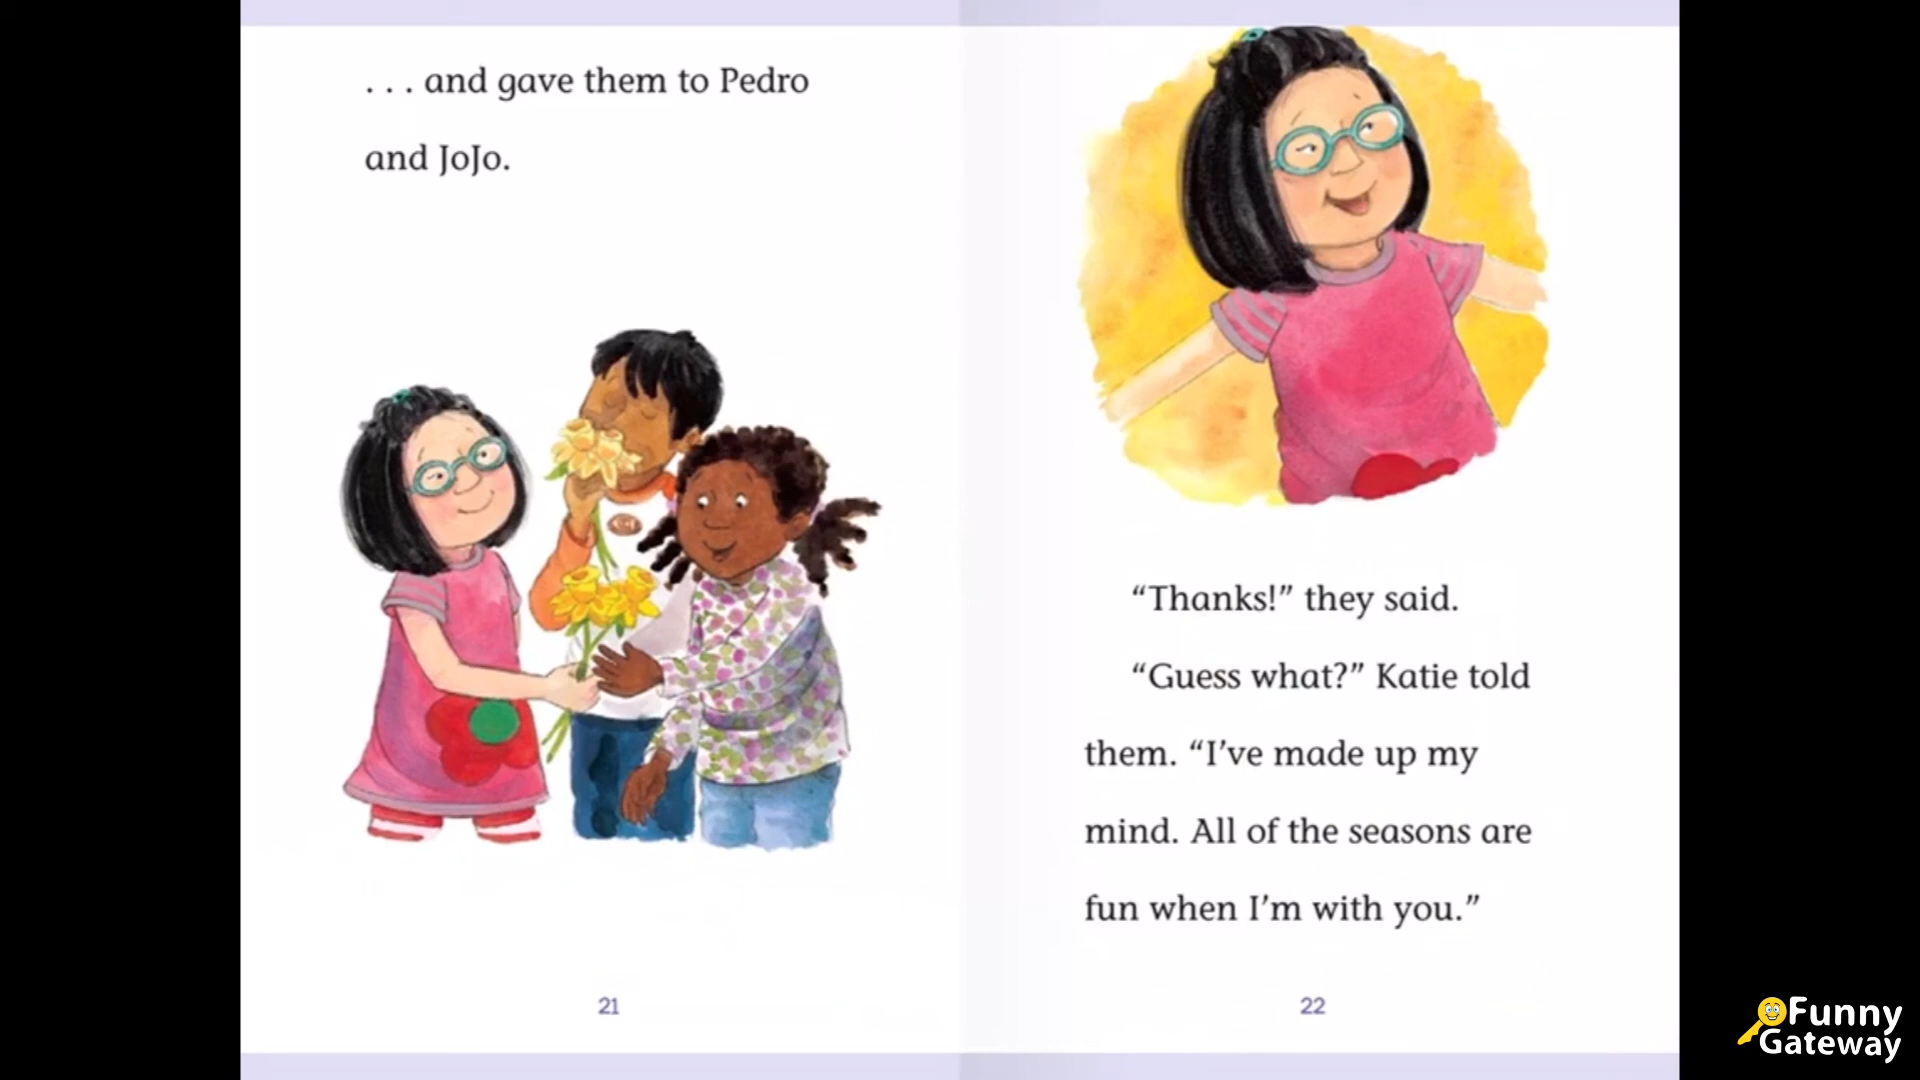 . . . and gave them to Pedro
and JoJo.
21
“Thanks!” they said.
“Guess what?” Katie told
them. “I’ve made up my
mind. All of the seasons are
fun when I’m with you.”
22
Funny
Gateway